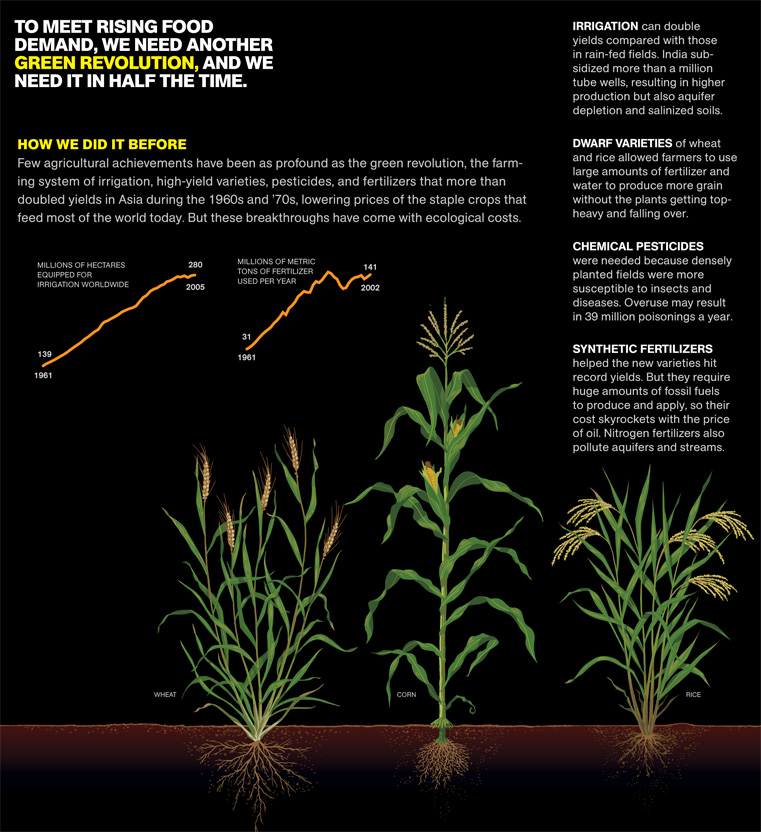 TO MEET RISING FOOD
DEMAND, WE NEED ANOTHER
GREEN REVOLUTION, AND WE
NEED IT IN HALF THE TIME.
HOW WE DID IT BEFORE
Few agricultural achievements have been as profound as the green revolution, the farm-
ing system of irrigation, high-yield varieties, pesticides, and fertilizers that more than
doubled yields in Asia during the 1960s and '70s, lowering prices of the staple crops that
feed most of the world today. But these breakthroughs have come with ecological costs.
MILLIONS OF HECTARES
EQUIPPED FOR
IRRIGATION WORLDWIDE
280
2005
139
1961
MILLIONS OF METRIC
TONS OF FERTILIZER
USED PER YEAR
141
2002
31
1961
IRRIGATION can double
yields compared with those
in rain-fed fields. India sub-
sidized more than a million
tube wells, resulting in higher
production but also aquifer
depletion and salinized soils.
DWARF VARIETIES of wheat
and rice allowed farmers to use
large amounts of fertilizer and
water to produce more grain
without the plants getting top-
heavy and falling over.
CHEMICAL PESTICIDES
were needed because densely
planted fields were more
susceptible to insects and
diseases. Overuse may result
in 39 million poisonings a year.
SYNTHETIC FERTILIZERS
helped the new varieties hit
record yields. But they require
huge amounts of fossil fuels
to produce and apply, so their
cost skyrockets with the price
of oil. Nitrogen fertilizers also
pollute aquifers and streams.
WHEAT
CORN
RICE